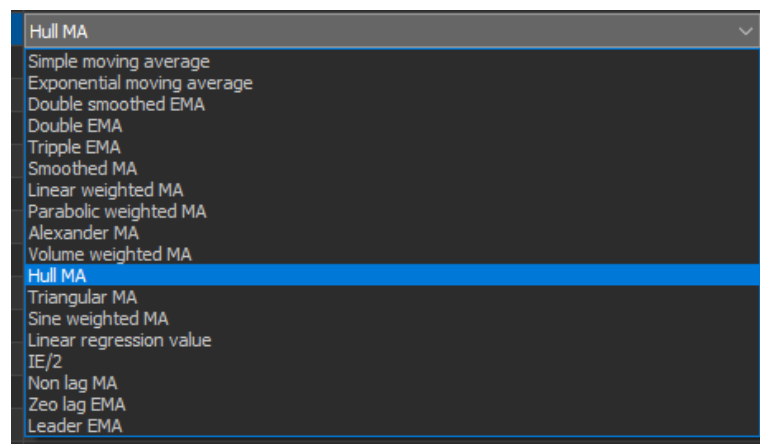 Hull MA
Simple moving average
Exponential moving average
Double smoothed EMA
Double EMA
Tripple EMA
Smoothed MA
Linear weighted MA
Parabolic weighted MA
Alexander MA
Volume weighted MA
Hull MA
Triangular MA
Sine weighted MA
Linear regression value
IE/2
Non lag MA
Zeo lag EMA
Leader EMA